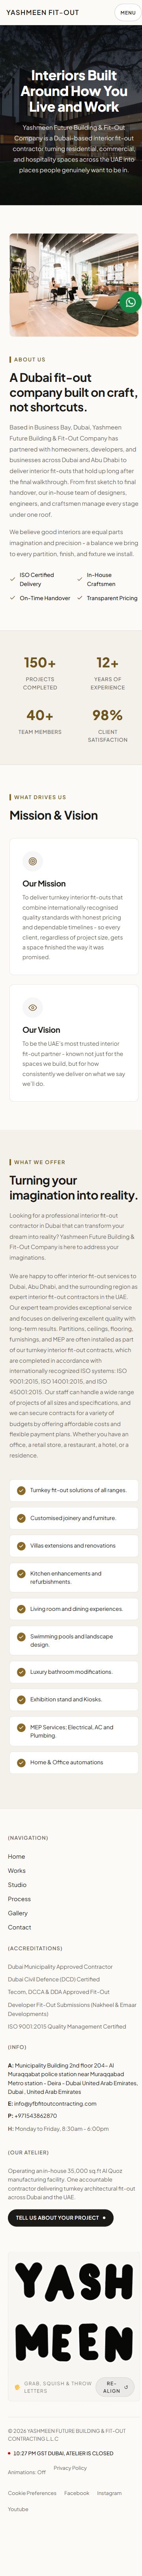 YASHMEEN FIT-OUT
MENU
Interiors Built
Around How You
Live and Work
Yashmeen Future Building & Fit-Out
Company is a Dubai-based interior fit-out
contractor turning residential, commercial,
and hospitality spaces across the UAE into
places people genuinely want to be in.
ABOUT US
A Dubai fit-out
company built on craft,
not shortcuts.
Based in Business Bay, Dubai, Yashmeen
Future Building & Fit-Out Company has
partnered with homeowners, developers, and
businesses across Dubai and Abu Dhabi to
deliver interior fit-outs that hold up long after
the final walkthrough. From first sketch to final
handover, our in-house team of designers,
engineers, and craftsmen manage every stage
under one roof.
We believe good interiors are equal parts
imagination and precision - a balance we bring
to every partition, finish, and fixture we install.
ISO Certified
Delivery
In-House
Craftsmen
On-Time Handover
Transparent Pricing
150+
PROJECTS
COMPLETED
12+
YEARS OF
EXPERIENCE
40+
TEAM MEMBERS
98%
CLIENT
SATISFACTION
WHAT DRIVES US
Mission & Vision
Our Mission
To deliver turnkey interior fit-outs that
combine internationally recognised
quality standards with honest pricing
and dependable timelines - so every
client, regardless of project size, gets
a space finished the way it was
promised.
Our Vision
To be the UAE's most trusted interior
fit-out partner - known not just for the
spaces we build, but for how
consistently we deliver on what we say
we'll do.
WHAT WE OFFER
Turning your
imagination into reality.
Looking for a professional interior fit-out
contractor in Dubai that can transform your
dream into reality? Yashmeen Future Building &
Fit-Out Company is here to address your
imaginations.
We are happy to offer interior fit-out services to
Dubai, Abu Dhabi, and the surrounding region as
expert interior fit-out contractors in the UAE.
Our expert team provides exceptional service
and focuses on delivering excellent quality with
long-term results. Partitions, ceilings, flooring,
furnishings, and MEP are often installed as part
of our turnkey interior fit-out contracts, which
are completed in accordance with
internationally recognized ISO systems: ISO
9001:2015, ISO 14001:2015, and ISO
45001:2015. Our staff can handle a wide range
of projects of all sizes and specifications, and
we can secure contracts for a variety of
budgets by offering affordable costs and
flexible payment plans. Whether you have an
office, a retail store, a restaurant, a hotel, or a
residence.
Turnkey fit-out solutions of all ranges.
Customised joinery and furniture.
Villas extensions and renovations
Kitchen enhancements and
refurbishments.
Living room and dining experiences.
Swimming pools and landscape
design.
Luxury bathroom modifications.
Exhibition stand and Kiosks.
MEP Services; Electrical, AC and
Plumbing.
Home & Office automations
(NAVIGATION)
Home
Works
Studio
Process
Gallery
Contact
(ACCREDITATIONS)
Dubai Municipality Approved Contractor
Dubai Civil Defence (DCD) Certified
Tecom, DCCA & DDA Approved Fit-Out
Developer Fit-Out Submissions (Nakheel & Emaar
Developments)
ISO 9001:2015 Quality Management Certified
(INFO)
A: Municipality Building 2nd floor 204- Al
Muraqqabat police station near Muraqqabad
Metro station - Deira - Dubai United Arab Emirates,
Dubai , United Arab Emirates
E: info@yfbffitoutcontracting.com
P: +971543862870
H: Monday to Friday, 8:30am - 6:00pm
(OUR ATELIER)
Operating an in-house 35,000 sq.ft Al Quoz
manufacturing facility. One accountable
contractor delivering turnkey architectural fit-out
across Dubai and the UAE.
TELL US ABOUT YOUR PROJECT
YASH
MEEN
GRAB, SQUISH & THROW
LETTERS
RE-
ALIGN
© 2026 YASHMEEN FUTURE BUILDING & FIT-OUT
CONTRACTING L.L.C
10:27 PM GST DUBAI, ATELIER IS CLOSED
Animations: Off
Privacy Policy
Cookie Preferences
Facebook
Instagram
Youtube